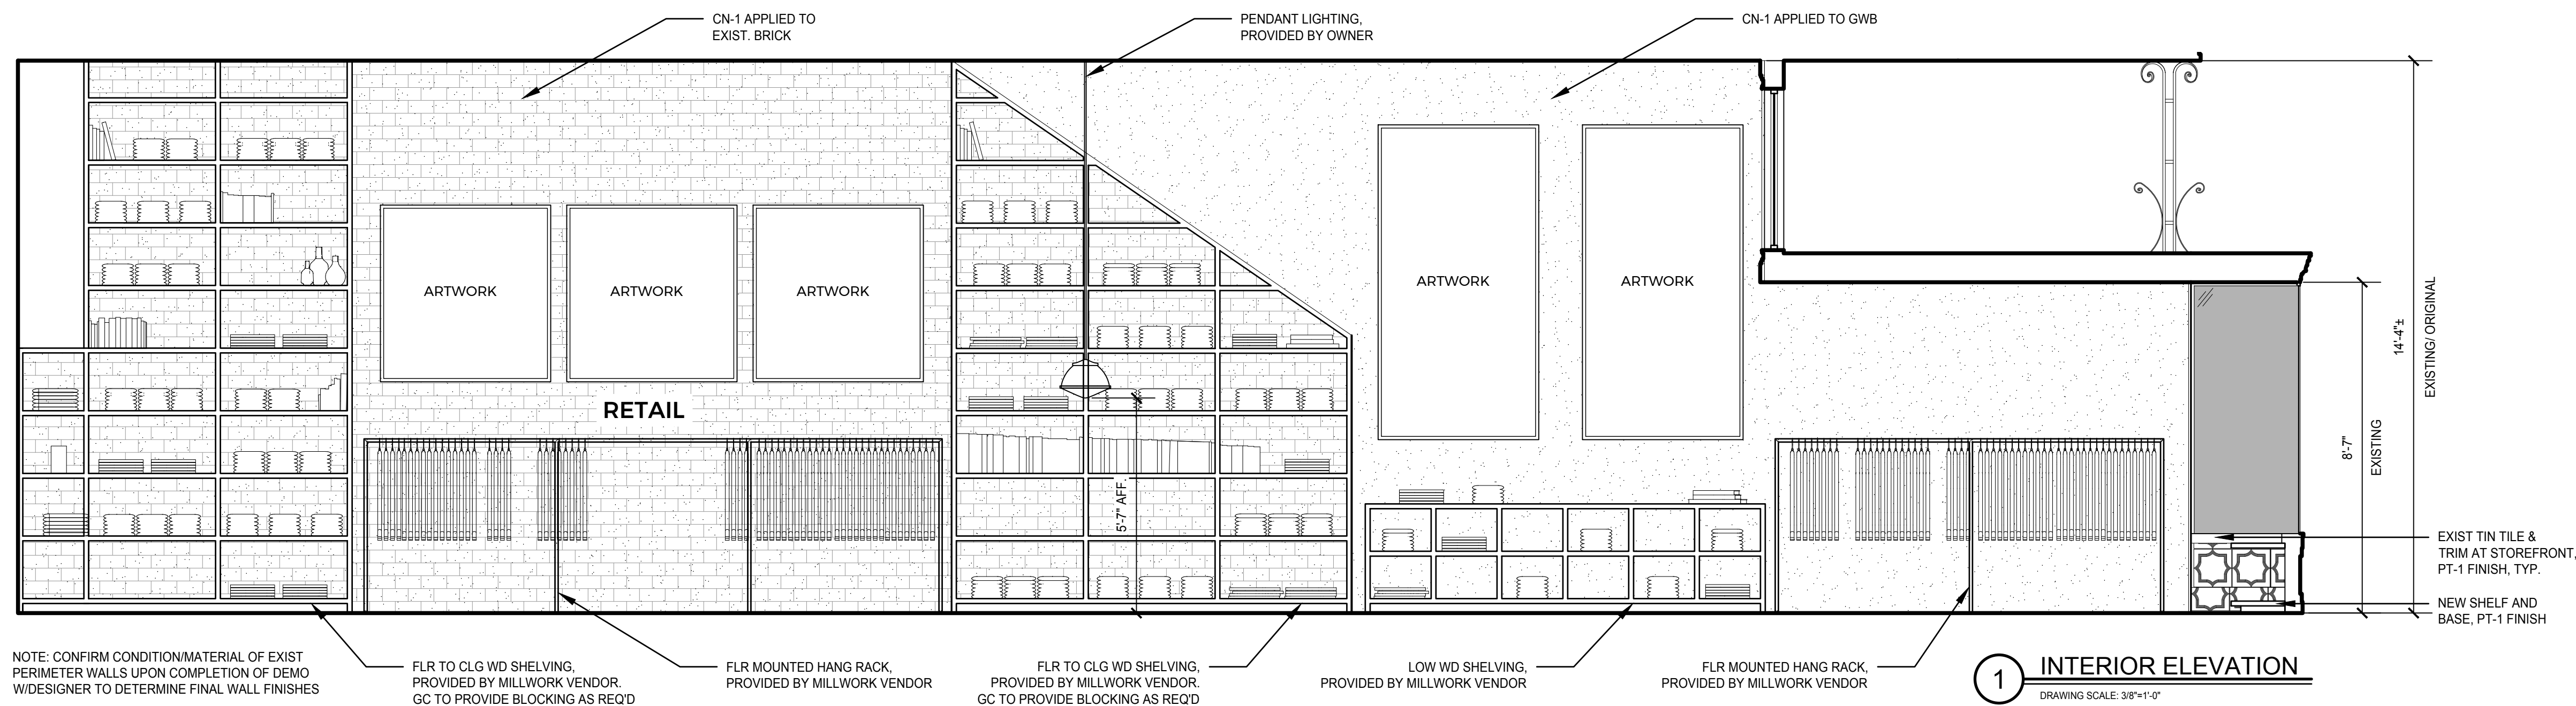 CN-1 APPLIED TO
EXIST. BRICK
PENDANT LIGHTING,
PROVIDED BY OWNER
CN-1 APPLIED TO GWB
ARTWORK
ARTWORK
ARTWORK
ARTWORK
ARTWORK
RETAIL
5'-7" AFF.
14'-4"±
EXISTING/ ORIGINAL
8'-7"
EXISTING
EXIST TIN TILE &
TRIM AT STOREFRONT,
PT-1 FINISH, TYP.
NEW SHELF AND
BASE, PT-1 FINISH
NOTE: CONFIRM CONDITION/MATERIAL OF EXIST
PERIMETER WALLS UPON COMPLETION OF DEMO
W/DESIGNER TO DETERMINE FINAL WALL FINISHES
FLR TO CLG WD SHELVING,
PROVIDED BY MILLWORK VENDOR.
GC TO PROVIDE BLOCKING AS REQ'D
FLR MOUNTED HANG RACK,
PROVIDED BY MILLWORK VENDOR
FLR TO CLG WD SHELVING,
PROVIDED BY MILLWORK VENDOR.
GC TO PROVIDE BLOCKING AS REQ'D
LOW WD SHELVING,
PROVIDED BY MILLWORK VENDOR
FLR MOUNTED HANG RACK,
PROVIDED BY MILLWORK VENDOR
1
INTERIOR ELEVATION
DRAWING SCALE: 3/8"=1'-0"